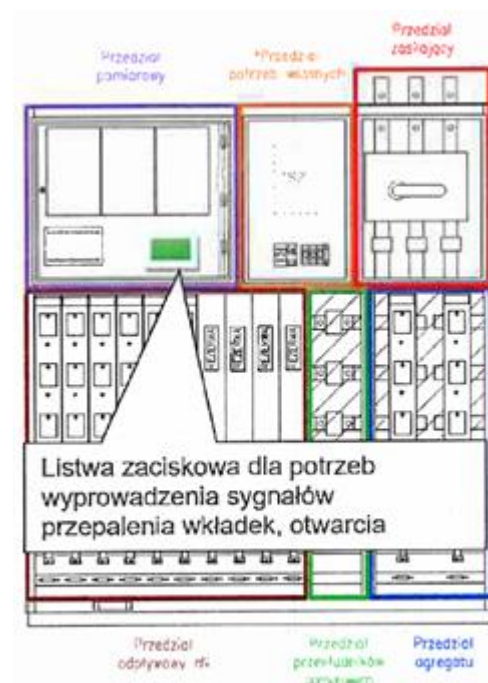 Przedział
zasilający
Przedział
pomiarowy
*Przedział
potrzeb własnych
Listwa zaciskowa dla potrzeb
wyprowadzenia sygnałów
przepalenia wkładek, otwarcia
Przedział
odpływowy
Przedział
Przedział
agregatu